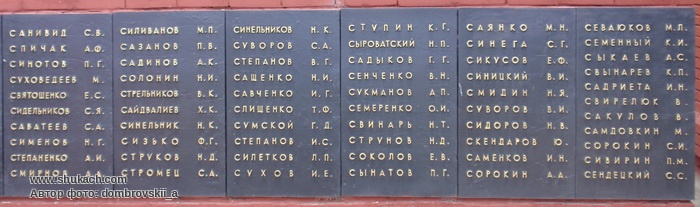 САНИВИД С.В.
СПИЧАК А.Ф.
СИНОТОВ П.Г.
СУХОВЕДЕЕВ М.
СВЯТОШЕНКО Е.С.
СИДЕЛЬНИКОВ С.Я.
САВАТЕЕВ С.А.
СИМЕНОВ Н.Г.
СТЕПАНЕНКО А.И.
СМИРНОВ А.А.
СИЛИВАНОВ М.П.
САЗАНОВ П.В.
САДИНОВ А.К.
СОЛОНИН Н.И.
СТРЕЛЬНИКОВ В.К.
САЙДВАЛИЕВ Х.К.
СИНЕЛЬНИК Н.К.
СИЗЬКО Ф.Г.
СТРУКОВ Н.Д.
СТРОМЕЦ С.А.
СИНЕЛЬНИКОВ Н.К.
СУВОРОВ С.А.
СТЕПАНОВ В.Г.
САЩЕНКО Н.И.
САВЧЕНКО И.Г.
СЛИЩЕНКО Т.Ф.
СУМСКОЙ Г.Д.
СТЕПАНОВ И.С.
СИЛЕТКОВ Л.П.
СУХОВ И.Е.
СТУПИН К.Г.
СЫРОВАТСКИЙ Н.П.
САДЫКОВ Г.Г.
СЕНЧЕНКО В.Н.
СУКМАНОВ А.П.
СЕМЕРЕНКО О.И.
СВИНАРЬ Н.Т.
СТРУНОВ Н.Д.
СОКОЛОВ Е.В.
СЫНАТОВ П.Г.
САЯНКО М.Н.
СИНЕГА С.Г.
СИКУСОВ Е.Ф.
СИНИЦКИЙ В.И.
СМИДИН Н.Я.
СУВОРОВ В.И.
СИДОРОВ Н.В.
СКЕНДАРОВ Ю.
САМЕНКОВ И.Н.
СОРОКИН А.А.
СЕВАЮКОВ М.П.
СЕМЕННЫЙ К.И.
СЫКАЕВ А.С.
СВЫНАРЕВ К.П.
САДРИЕТА И.Н.
СВИРЕЛЮК В.
САКУЛОВ В.
САМДОВКИН М.
СОРОКИН С.И.
СИВИРИН П.М.
СЕНДЕЦКИЙ С.С.
www.shukach.com
Автор фото: dombrovskii_a